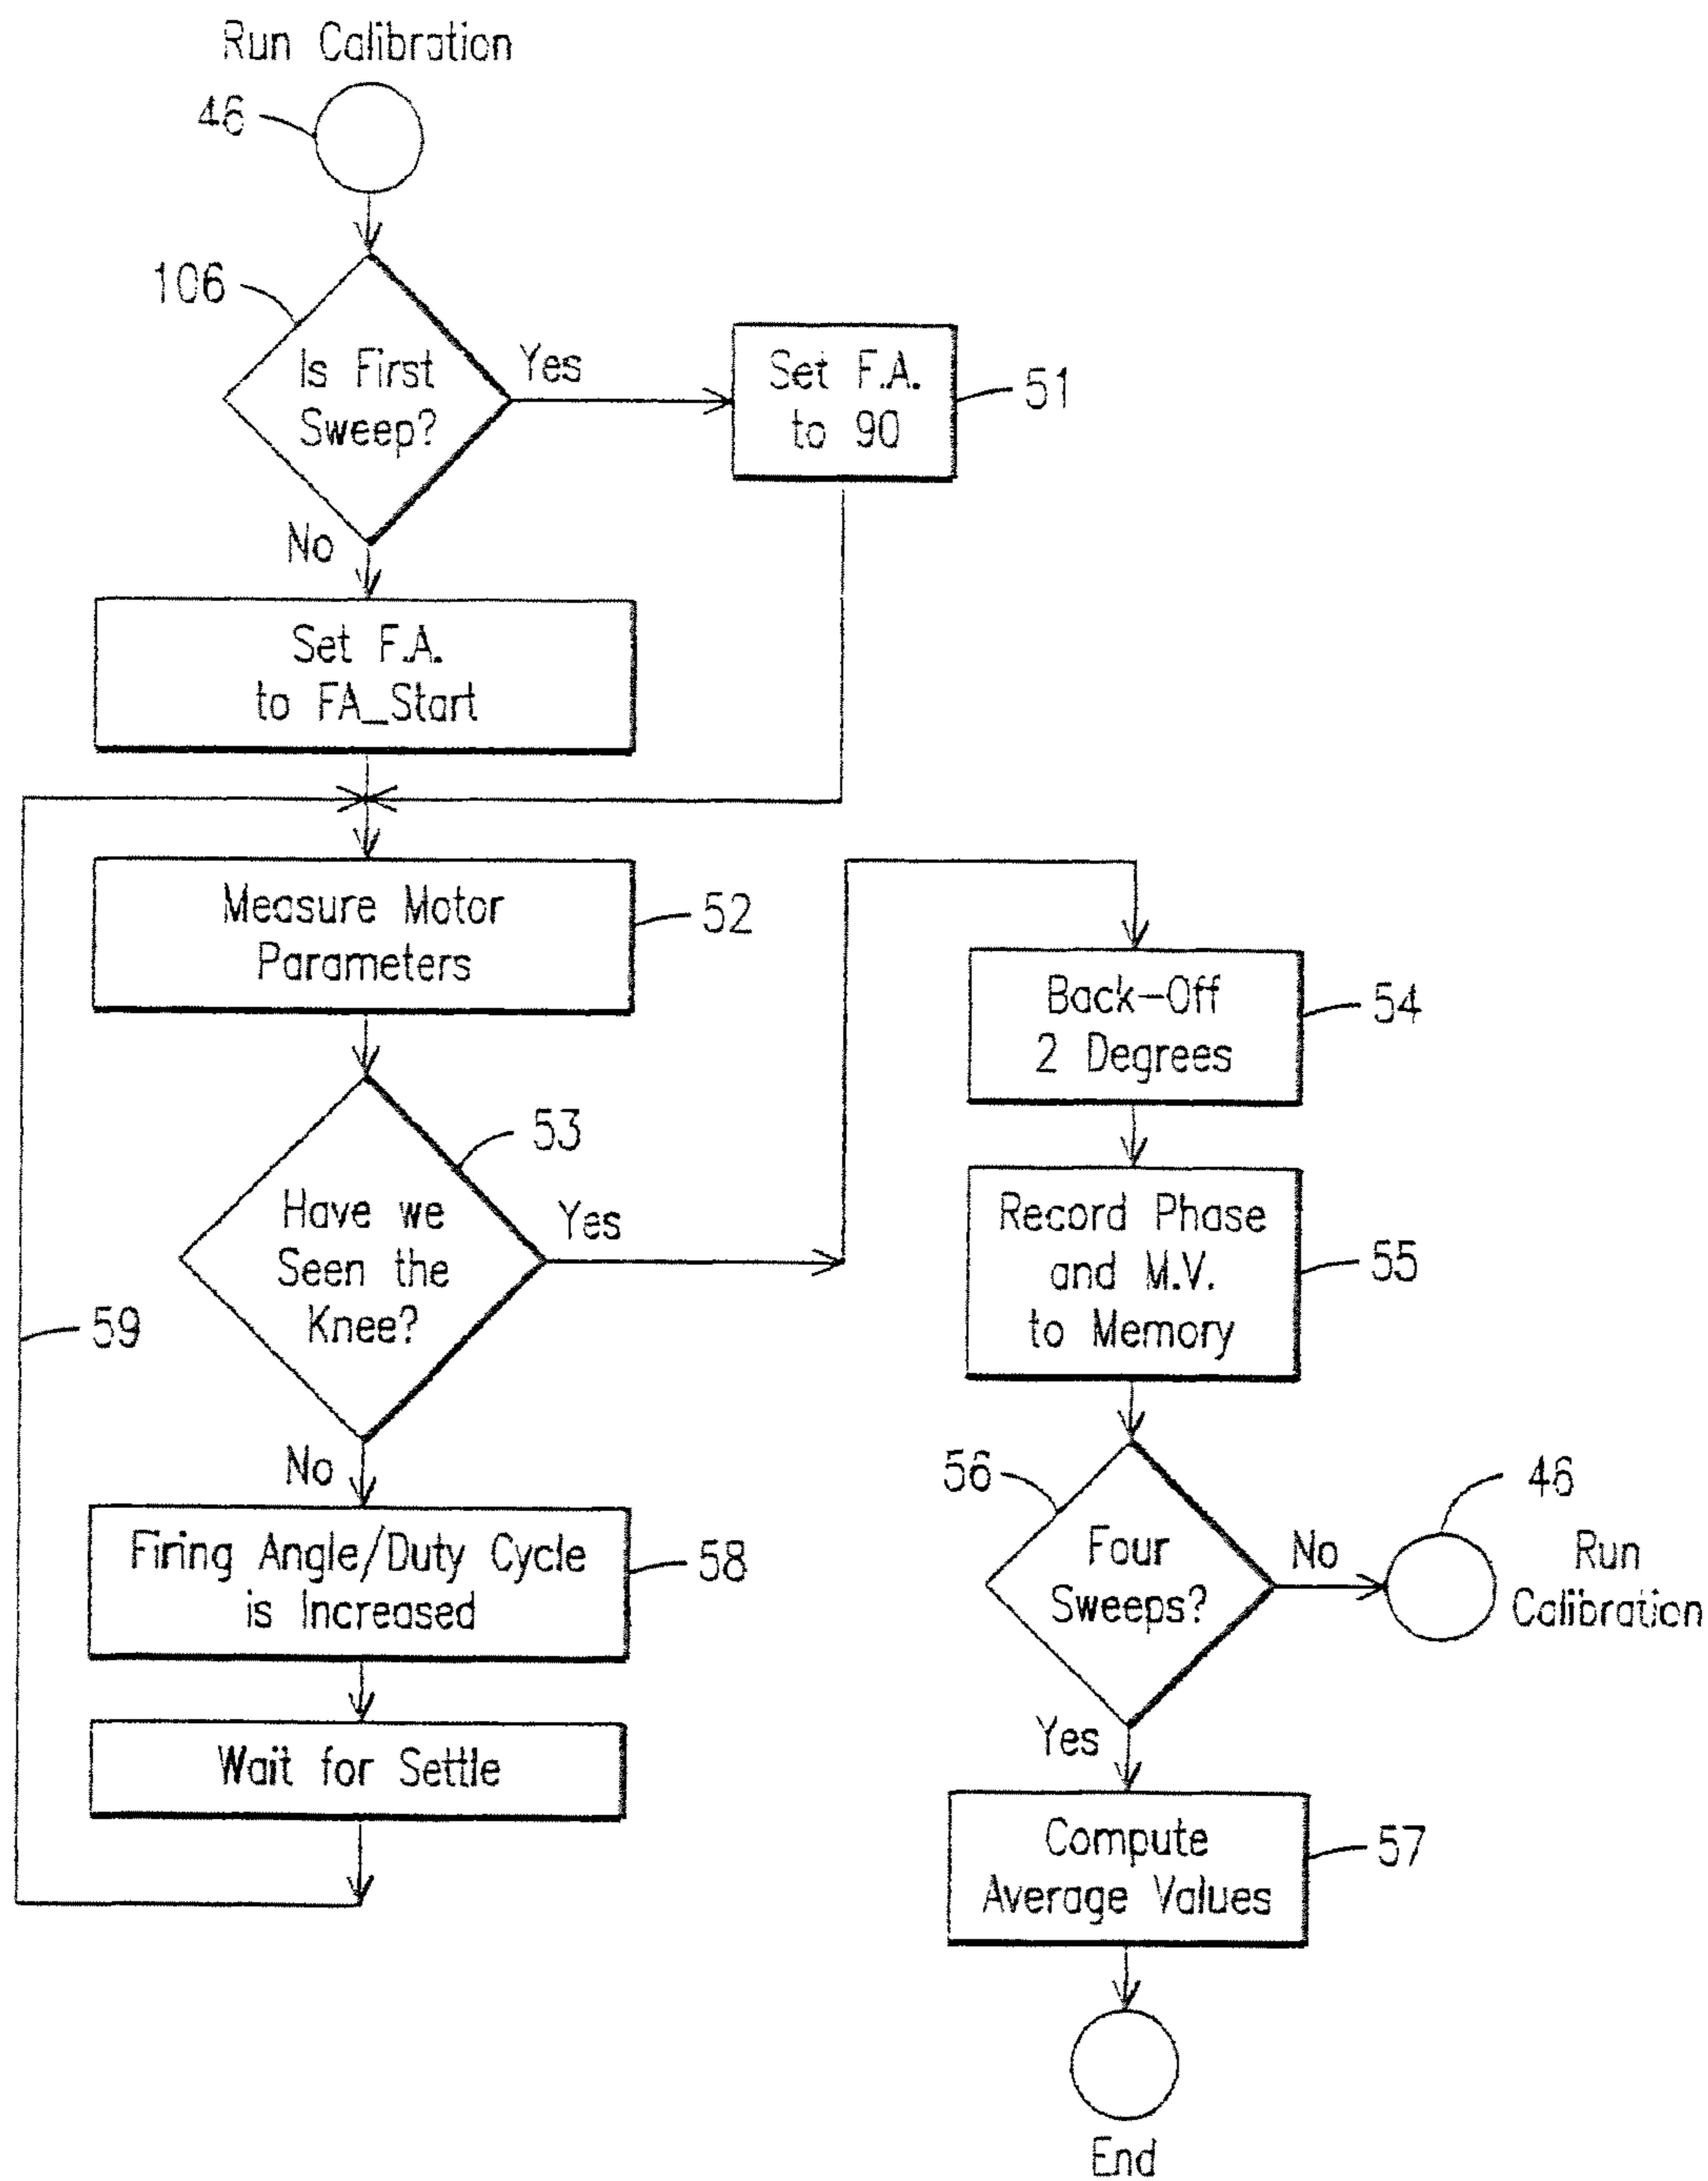 Run Calibration
46
106
Is First
Sweep?
Yes
Set F.A.
to 90
51
No
Set F.A.
to FA_Start
Measure Motor
Parameters
52
53
Have we
Seen the
Knee?
Yes
59
No
Firing Angle/Duty Cycle
is Increased
58
Wait for Settle
Back-Off
2 Degrees
54
Record Phase
and M.V.
to Memory
55
56
Four
Sweeps?
No
46
Run
Calibration
Yes
Compute
Average Values
57
End